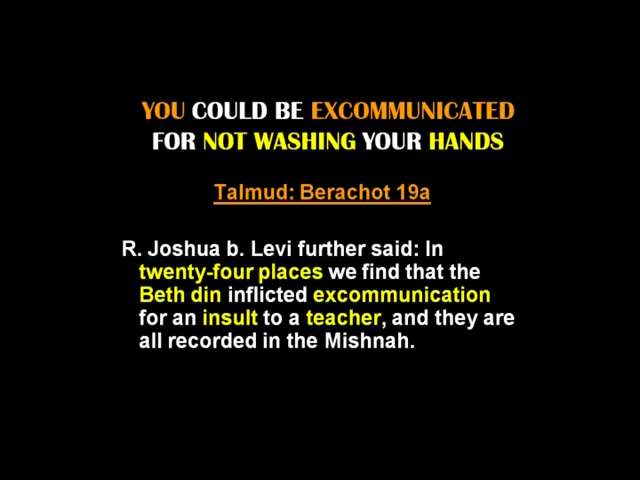 YOU COULD BE EXCOMMUNICATED
FOR NOT WASHING YOUR HANDS
Talmud: Berachot 19a
R. Joshua b. Levi further said: In
twenty-four places we find that the
Beth din inflicted excommunication
for an insult to a teacher, and they are
all recorded in the Mishnah.